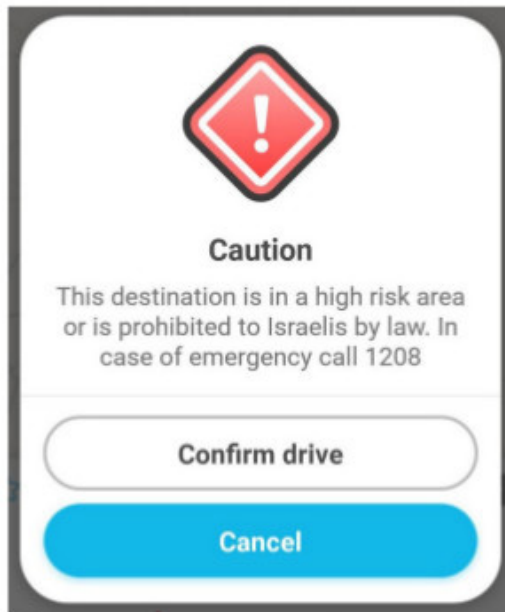 !
Caution
This destination is in a high risk area
or is prohibited to Israelis by law. In
case of emergency call 1208
Confirm drive
Cancel